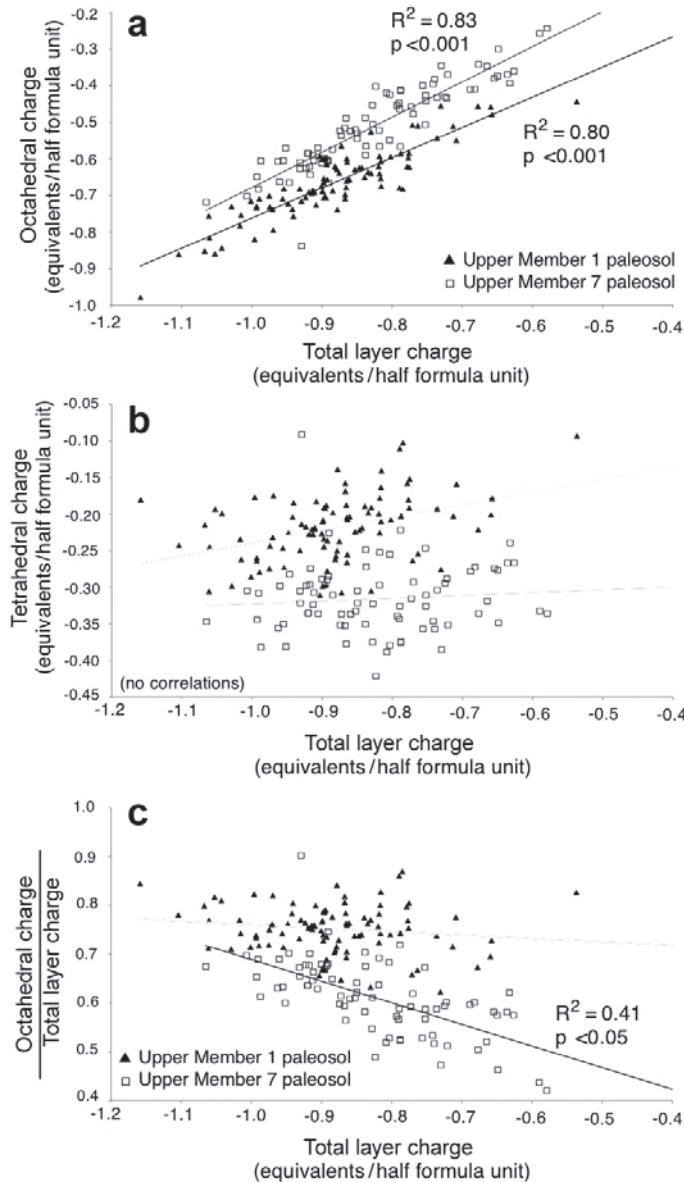 a
R² = 0.83
p <0.001
R² = 0.80
p <0.001
Octahedral charge
(equivalents/half formula unit)
-0.2
-0.3
-0.4
-0.5
-0.6
-0.7
-0.8
-0.9
-1.0
▲ Upper Member 1 paleosol
□ Upper Member 7 paleosol
-1.2 -1.1 -1.0 -0.9 -0.8 -0.7 -0.6 -0.5 -0.4
Total layer charge
(equivalents/half formula unit)
b
Tetrahedral charge
(equivalents/half formula unit)
-0.05
-0.10
-0.15
-0.20
-0.25
-0.30
-0.35
-0.40
-0.45
(no correlations)
-1.2 -1.1 -1.0 -0.9 -0.8 -0.7 -0.6 -0.5 -0.4
Total layer charge
(equivalents/half formula unit)
c
Octahedral charge
Total layer charge
1.0
0.9
0.8
0.7
0.6
0.5
0.4
R² = 0.41
p <0.05
▲ Upper Member 1 paleosol
□ Upper Member 7 paleosol
-1.2 -1.1 -1.0 -0.9 -0.8 -0.7 -0.6 -0.5 -0.4
Total layer charge
(equivalents/half formula unit)